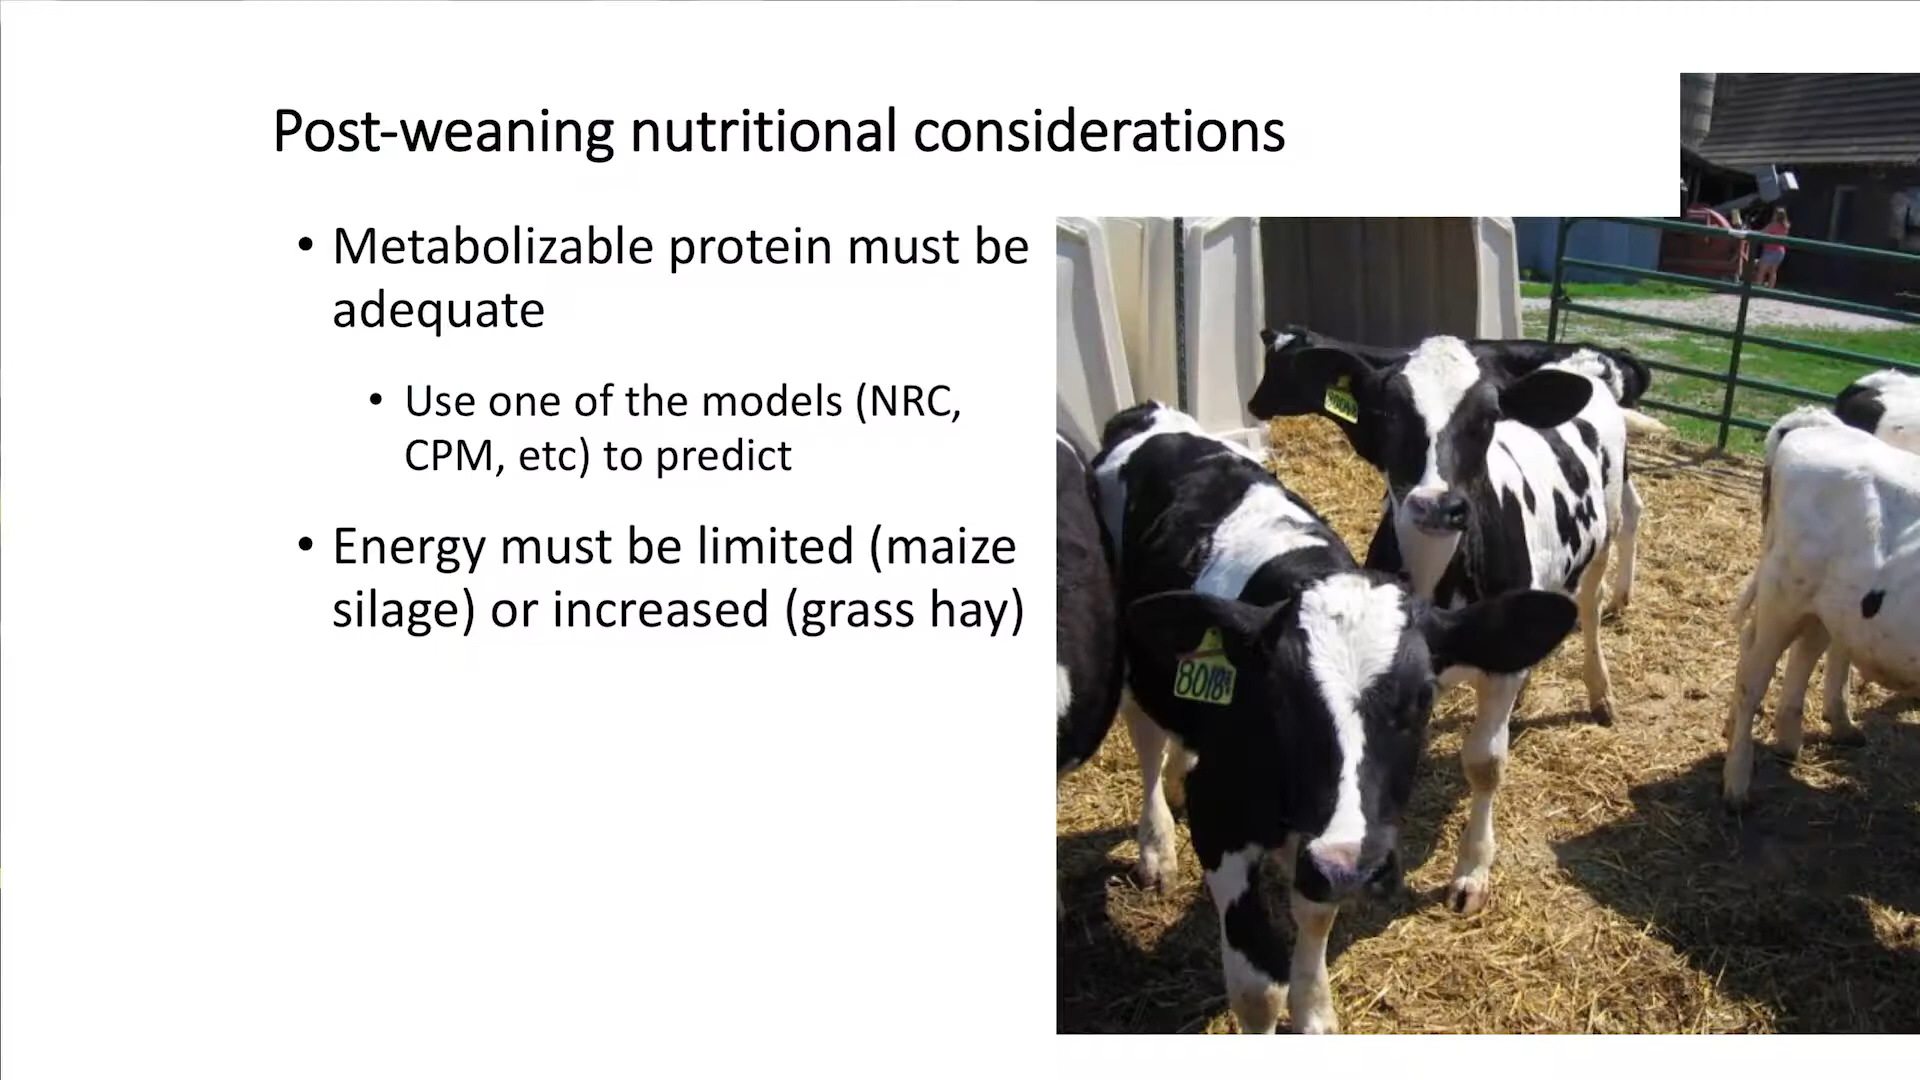 Post-weaning nutritional considerations
• Metabolizable protein must be
adequate
• Use one of the models (NRC,
CPM, etc) to predict
• Energy must be limited (maize
silage) or increased (grass hay)